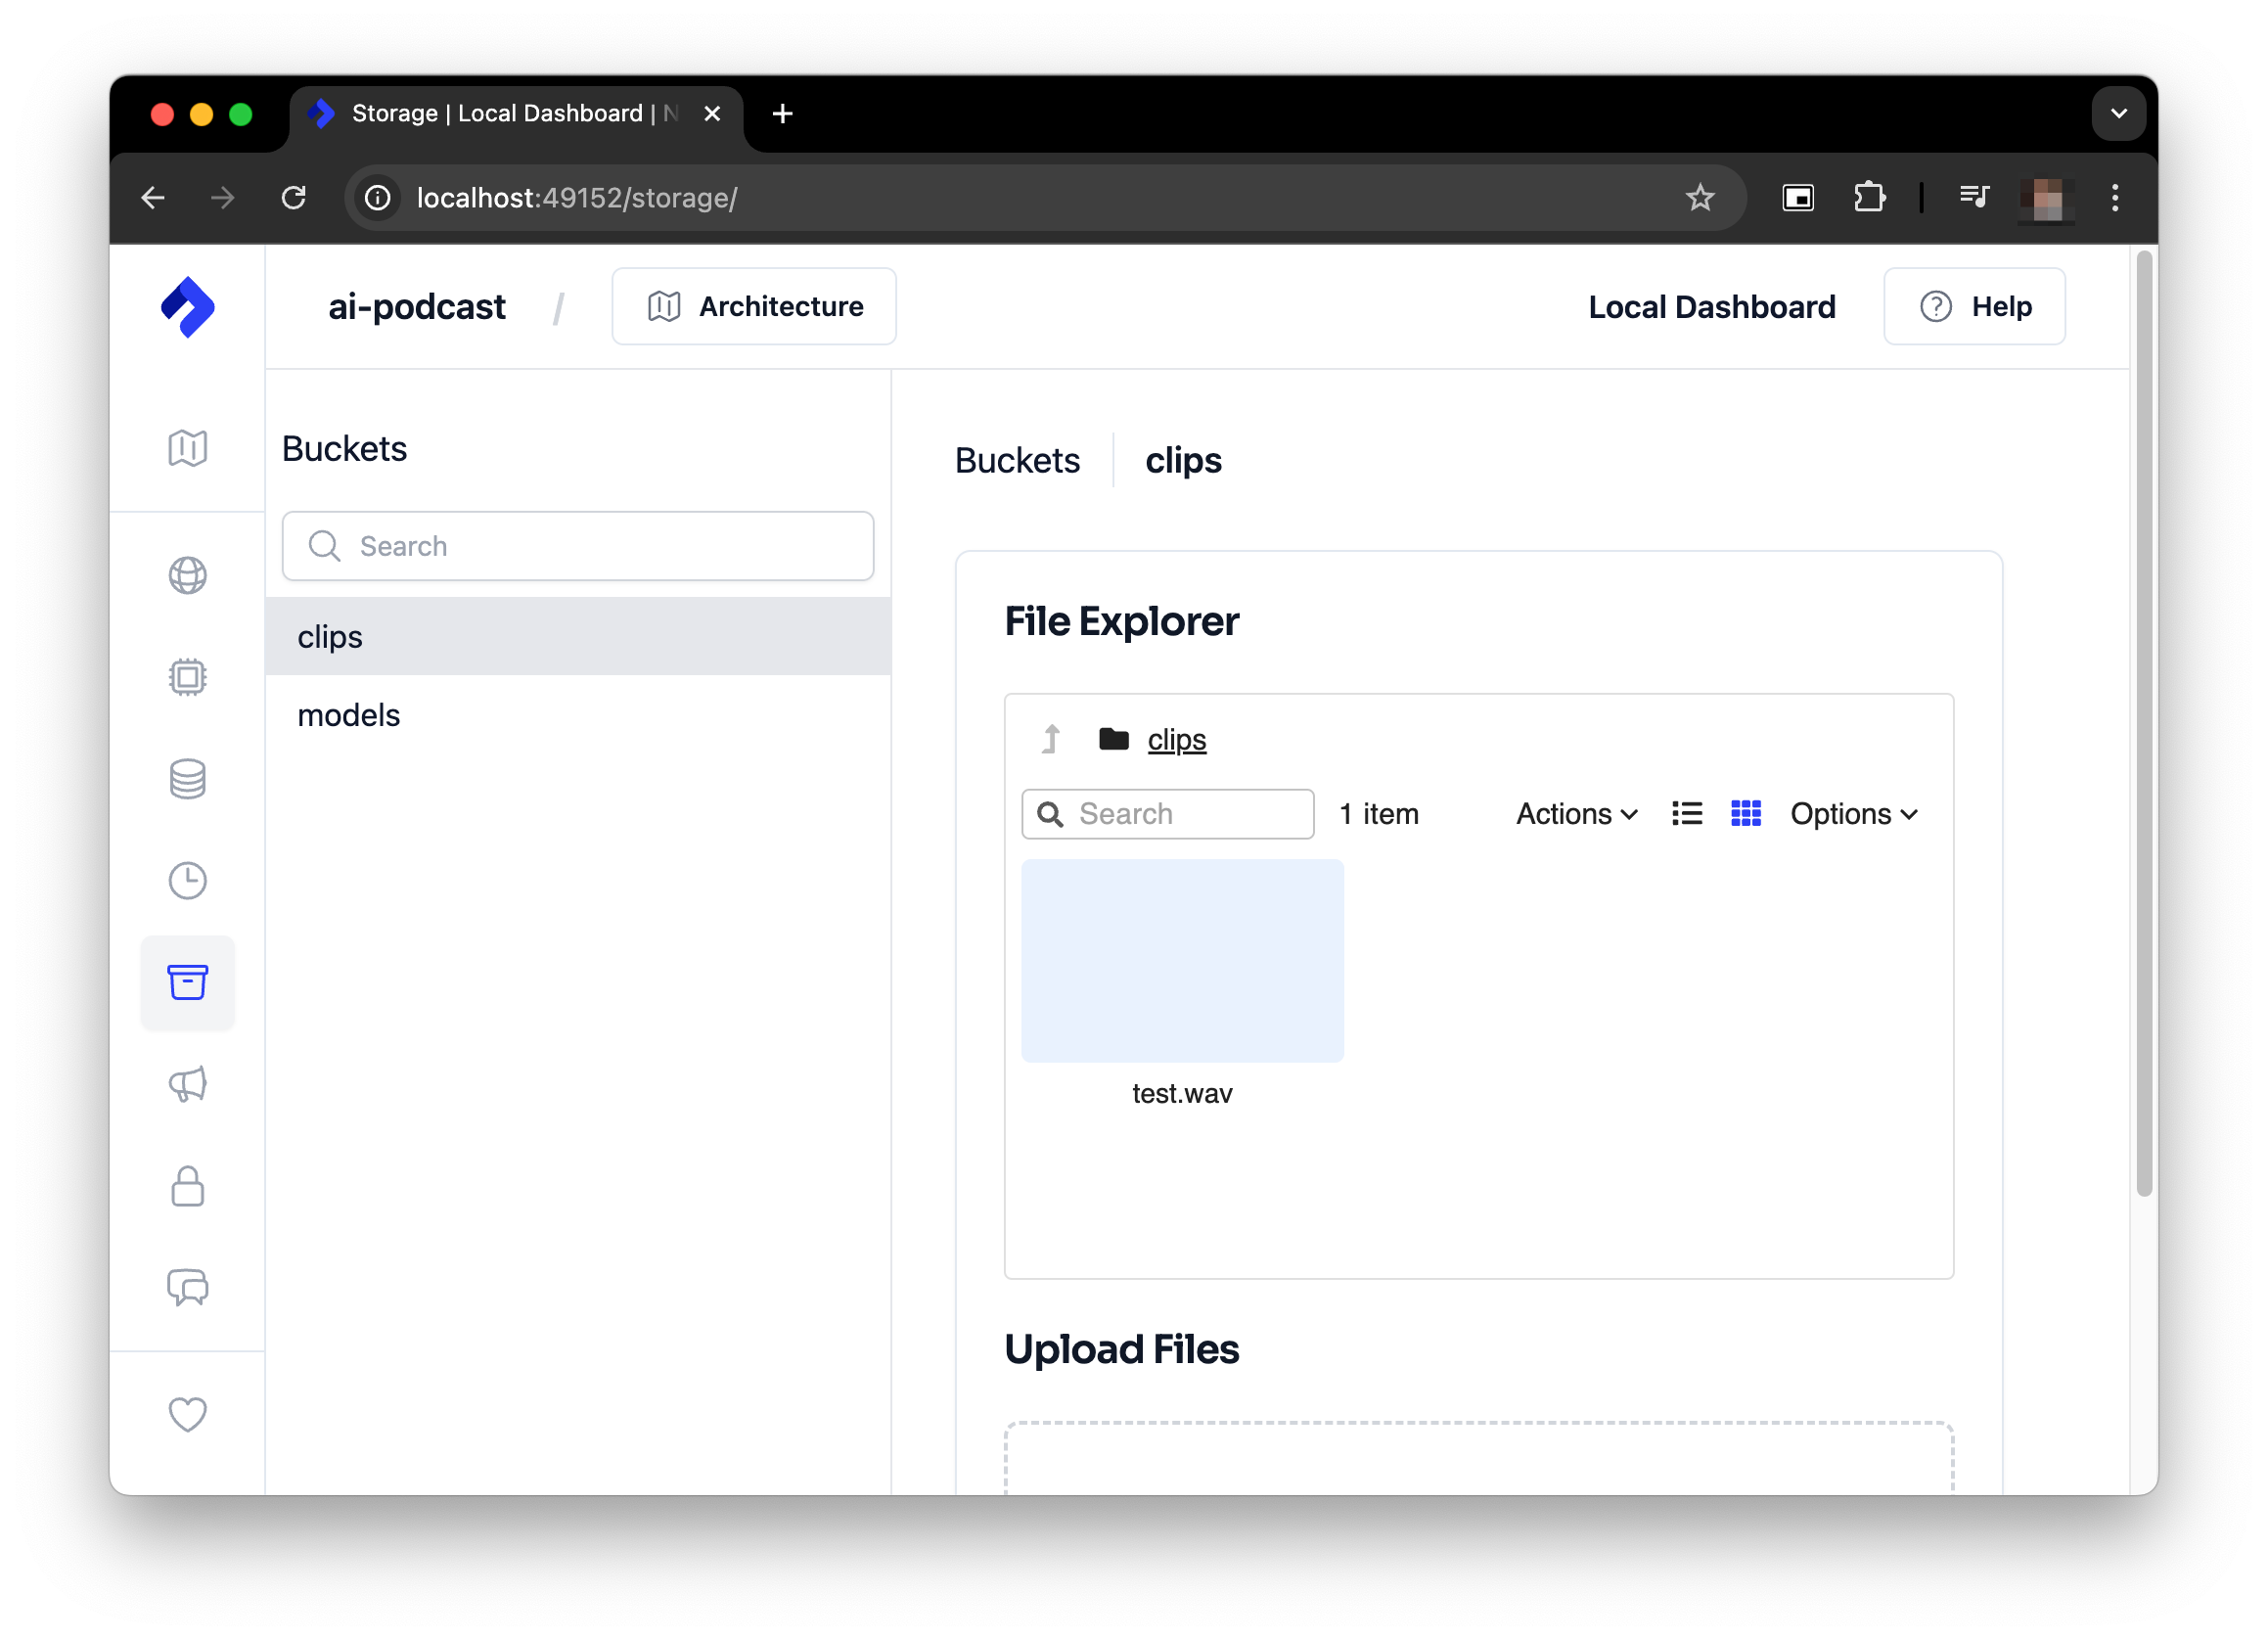 Storage | Local Dashboard | N
localhost:49152/storage/
ai-podcast / Architecture
Local Dashboard
Help
Buckets
Search
clips
models
Buckets clips
File Explorer
clips
Search
1 item
Actions
Options
test.wav
Upload Files